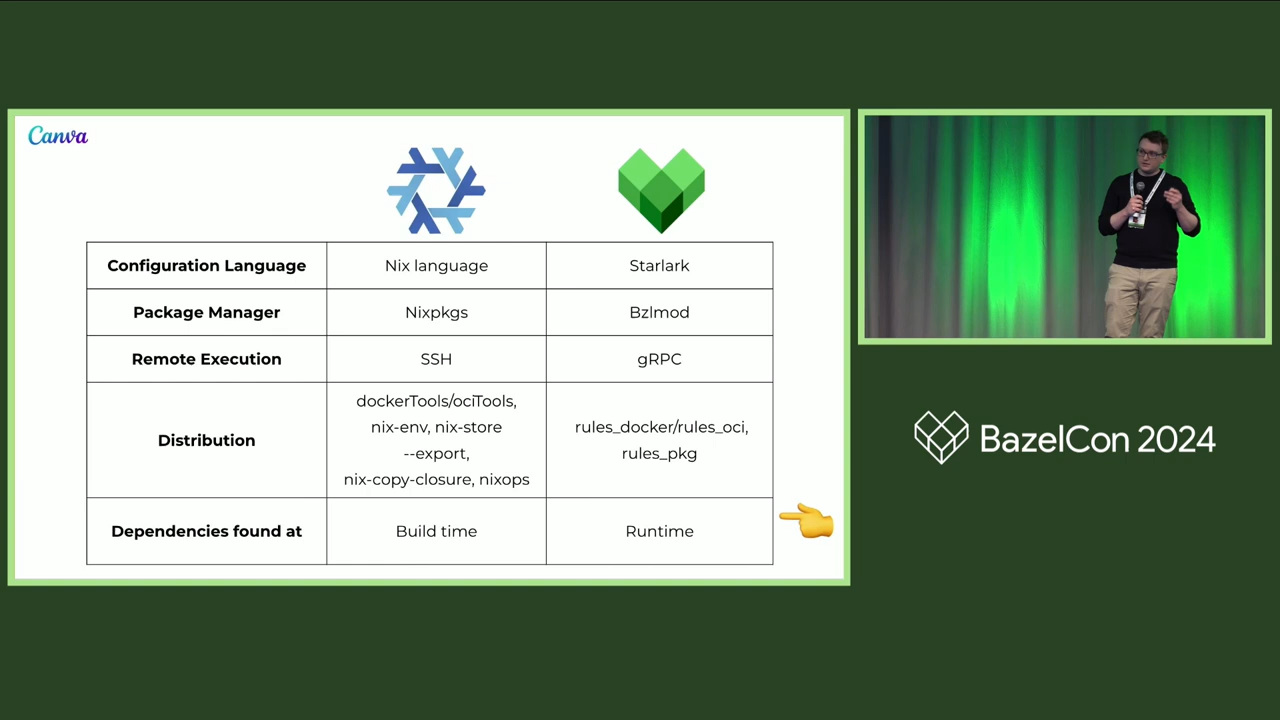 Canva
Configuration Language
Nix language
Starlark
Package Manager
Nixpkgs
Bzlmod
Remote Execution
SSH
gRPC
Distribution
dockerTools/ociTools,
nix-env, nix-store
--export,
nix-copy-closure, nixops
rules_docker/rules_oci,
rules_pkg
Dependencies found at
Build time
Runtime
BazelCon 2024